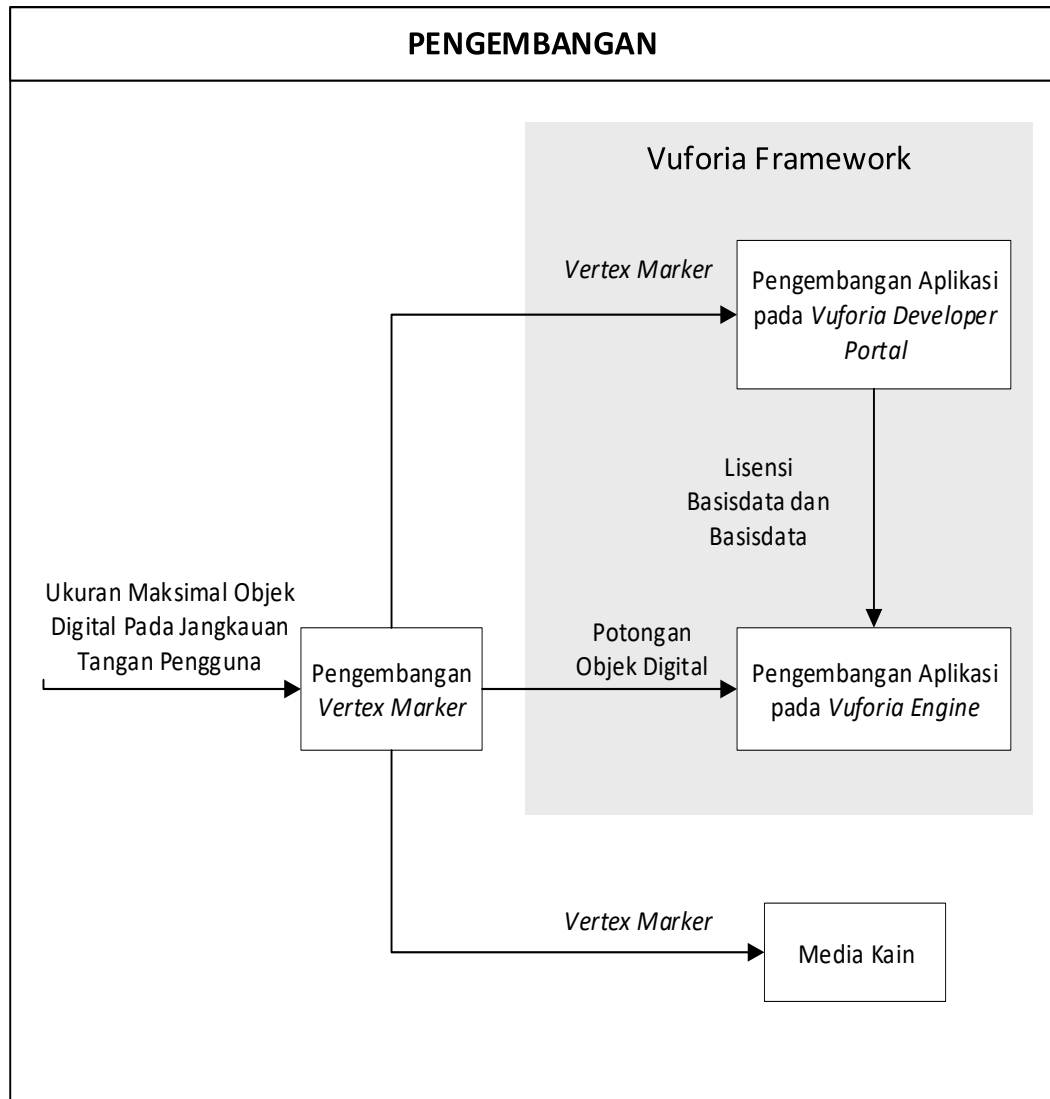 PENGEMBANGAN
Vuforia Framework
Vertex Marker
Pengembangan Aplikasi
pada Vuforia Developer
Portal
Lisensi
Basisdata dan
Basisdata
Ukuran Maksimal Objek
Digital Pada Jangkauan
Tangan Pengguna
Pengembangan
Vertex Marker
Potongan
Objek Digital
Pengembangan Aplikasi
pada Vuforia Engine
Vertex Marker
Media Kain